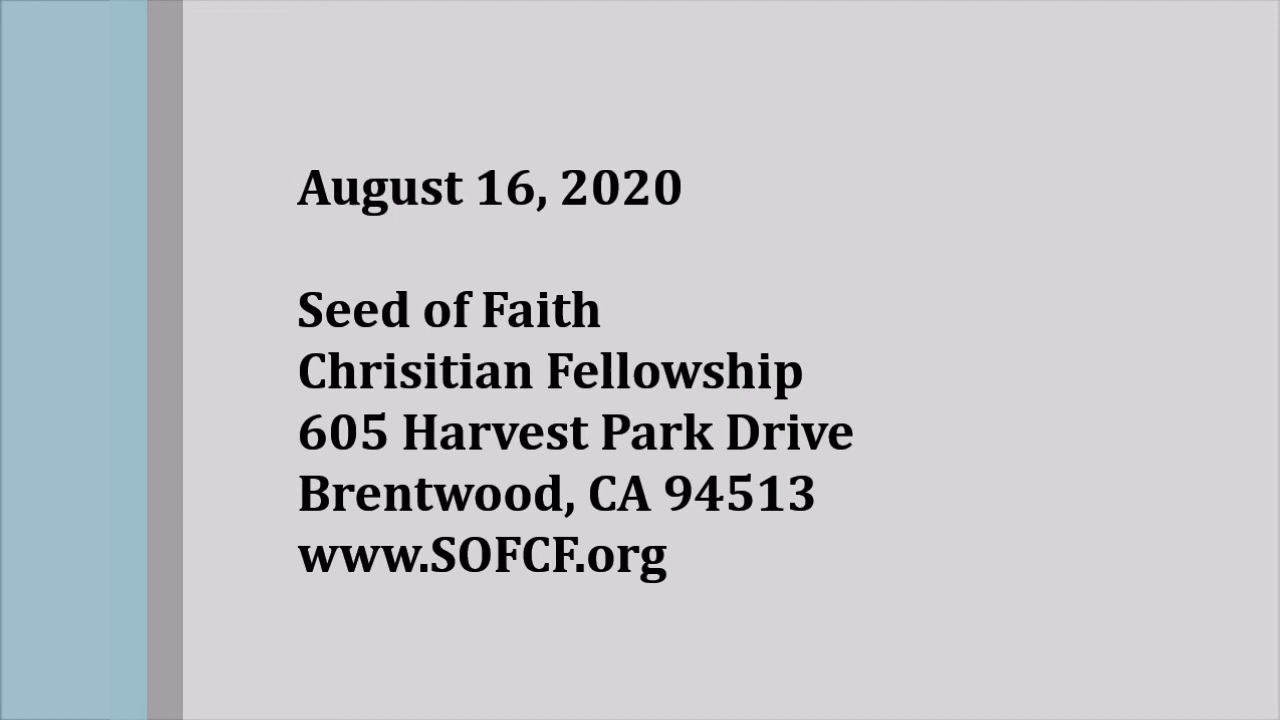 August 16, 2020
Seed of Faith
Chrisitian Fellowship
605 Harvest Park Drive
Brentwood, CA 94513
www.SOFCF.org